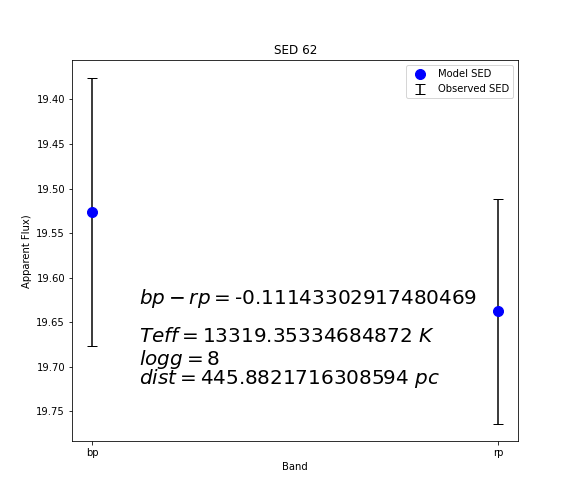 SED 62
Model SED
Observed SED
19.40
19.45
19.50
19.55
19.60
19.65
19.70
19.75
Apparent Flux)
bp − rp = -0.11143302917480469
Teff = 13319.35334684872 K
logg = 8
dist = 445.8821716308594 pc
bp
rp
Band